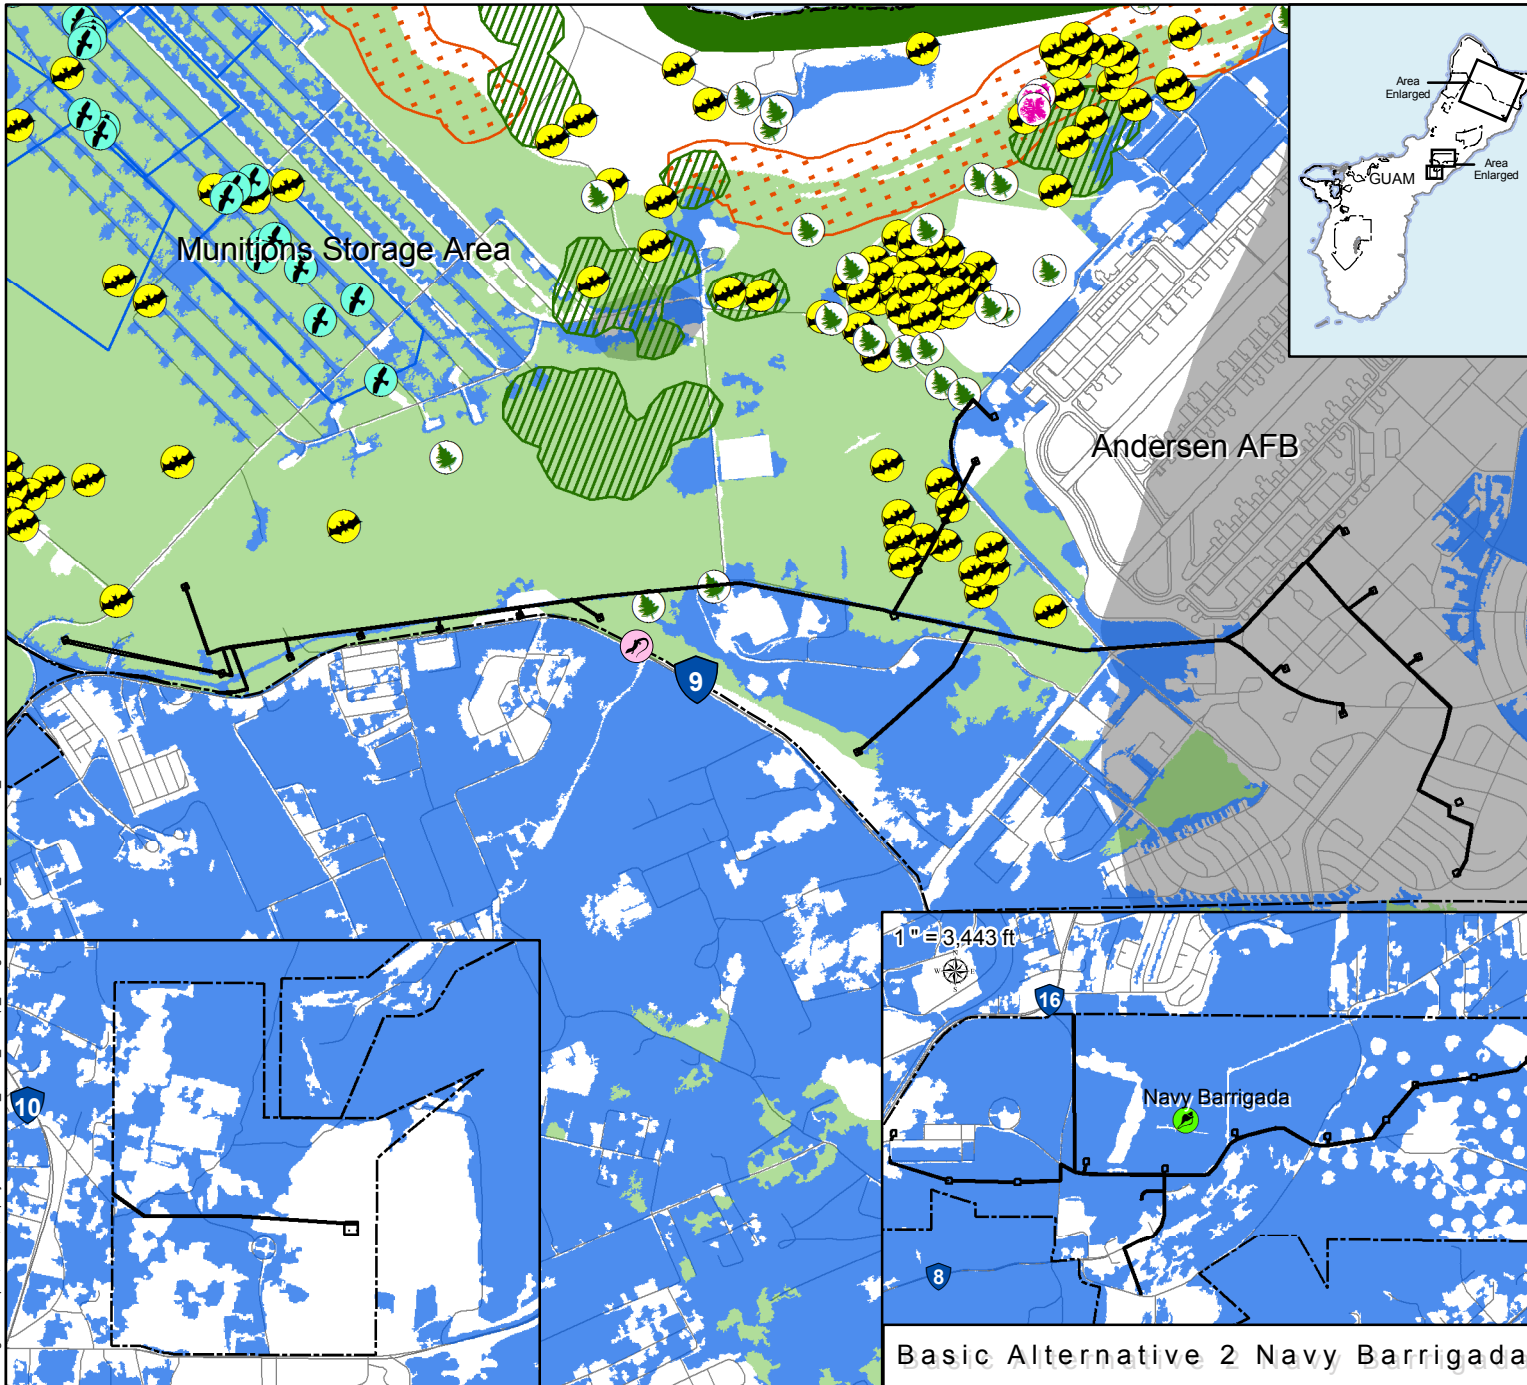 Area
Enlarged
GUAM
Area
Enlarged
Munitions Storage Area
Andersen AFB
9
1 " = 3,443 ft
N
W E
S
16
10
Navy Barrigada
8
Basic Alternative 2 Navy Barrigada